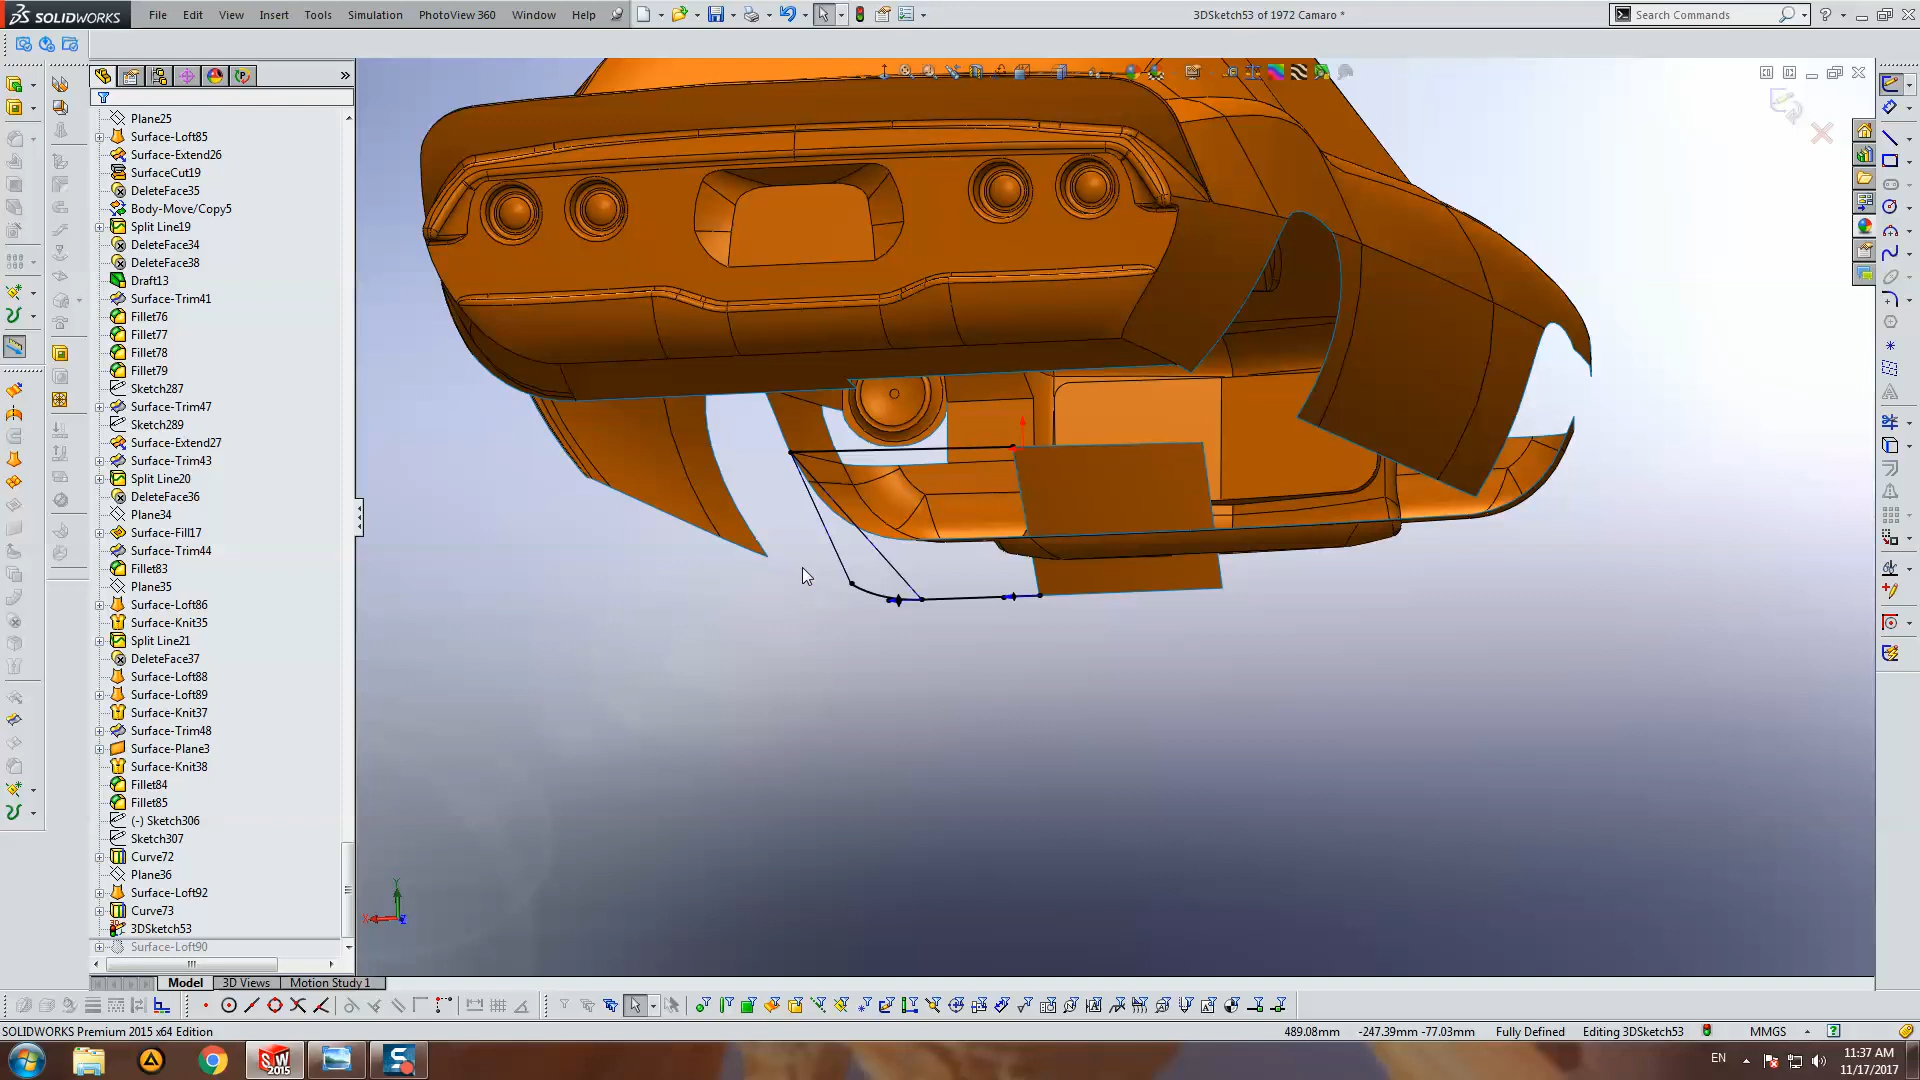 SOLIDWORKS
File Edit View Insert Tools Simulation PhotoView 360 Window Help
3DSketch53 of 1972 Camaro *
Search Commands
Plane25
Surface-Loft85
Surface-Extend26
SurfaceCut19
DeleteFace35
Body-Move/Copy5
Split Line19
DeleteFace34
DeleteFace38
Draft13
Surface-Trim41
Fillet76
Fillet77
Fillet78
Fillet79
Sketch287
Surface-Trim47
Sketch289
Surface-Extend27
Surface-Trim43
Split Line20
DeleteFace36
Plane34
Surface-Fill17
Surface-Trim44
Fillet83
Plane35
Surface-Loft86
Surface-Knit35
Split Line21
DeleteFace37
Surface-Loft88
Surface-Loft89
Surface-Knit37
Surface-Trim48
Surface-Plane3
Surface-Knit38
Fillet84
Fillet85
(-) Sketch306
Sketch307
Curve72
Plane36
Surface-Loft92
Curve73
3DSketch53
Surface-Loft90
Model 3D Views Motion Study 1
SOLIDWORKS Premium 2015 x64 Edition
489.08mm -247.39mm -77.03mm Fully Defined Editing 3DSketch53 MMGS
EN
11:37 AM
11/17/2017